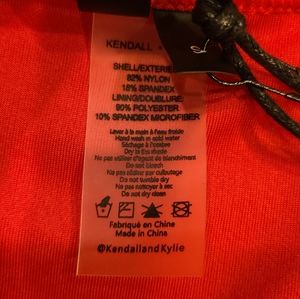 KENDALL +
SHELL/EXTERIE
82% NYLON
18% SPANDEX
LINING/DOUBLURE
90% POLYESTER
10% SPANDEX MICROFIBER
Laver à la main à l'eau froide
Hand wash in cold water
Séchage à l'ombre
Dry in the shade
Ne pas utiliser d'agent de blanchiment
Do not bleach
Ne pas sécher sur culbutage
Do not tumble dry
Ne pas nettoyer à sec
Do not dry clean
Fabriqué en Chine
Made in China
@KendallandKylie